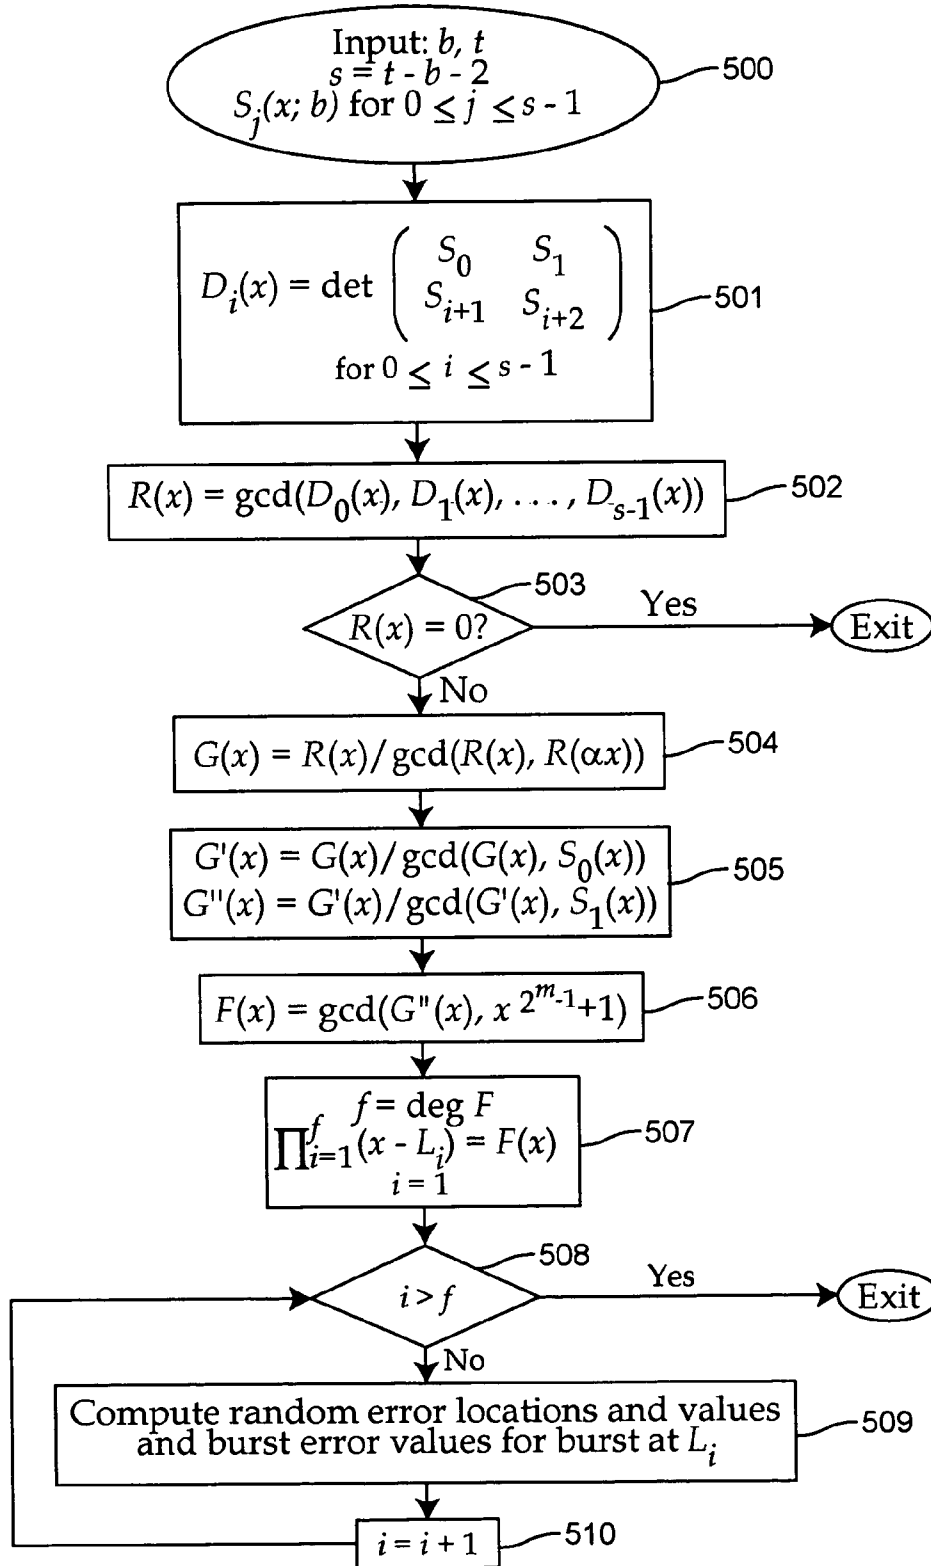 Input: b, t
s = t - b - 2
S_j(x; b) for 0 ≤ j ≤ s - 1
500
D_i(x) = det ( S_0 S_1
S_{i+1} S_{i+2} )
for 0 ≤ i ≤ s - 1
501
R(x) = gcd(D_0(x), D_1(x), . . . , D_{s-1}(x))
502
503
R(x) = 0?
Yes
Exit
No
G(x) = R(x)/gcd(R(x), R(αx))
504
G'(x) = G(x)/gcd(G(x), S_0(x))
G''(x) = G'(x)/gcd(G'(x), S_1(x))
505
F(x) = gcd(G''(x), x^{2^{m}-1}+1)
506
f = deg F
∏_{i=1}^{f}(x - L_i) = F(x)
i = 1
507
508
i > f
Yes
Exit
No
Compute random error locations and values
and burst error values for burst at L_i
509
i = i + 1
510